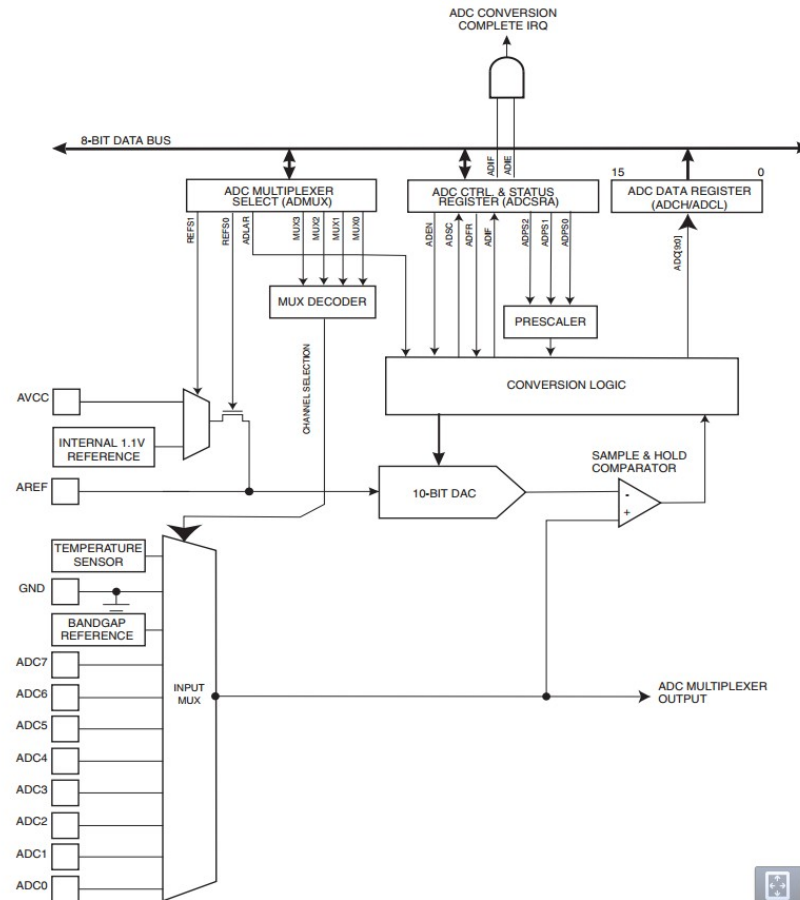 ADC CONVERSION
COMPLETE IRQ
8-BIT DATA BUS
ADIF
ADIE
15
0
ADC MULTIPLEXER
SELECT (ADMUX)
ADC CTRL. & STATUS
REGISTER (ADCSRA)
ADC DATA REGISTER
(ADCH/ADCL)
REFS1
REFS0
ADLAR
MUX3
MUX2
MUX1
MUX0
ADEN
ADSC
ADFR
ADIF
ADPS2
ADPS1
ADPS0
ADC[9:0]
MUX DECODER
PRESCALER
CHANNEL SELECTION
CONVERSION LOGIC
AVCC
INTERNAL 1.1V
REFERENCE
AREF
SAMPLE & HOLD
COMPARATOR
10-BIT DAC
-
+
TEMPERATURE
SENSOR
GND
BANDGAP
REFERENCE
ADC7
ADC6
ADC5
ADC4
ADC3
ADC2
ADC1
ADC0
INPUT
MUX
ADC MULTIPLEXER
OUTPUT